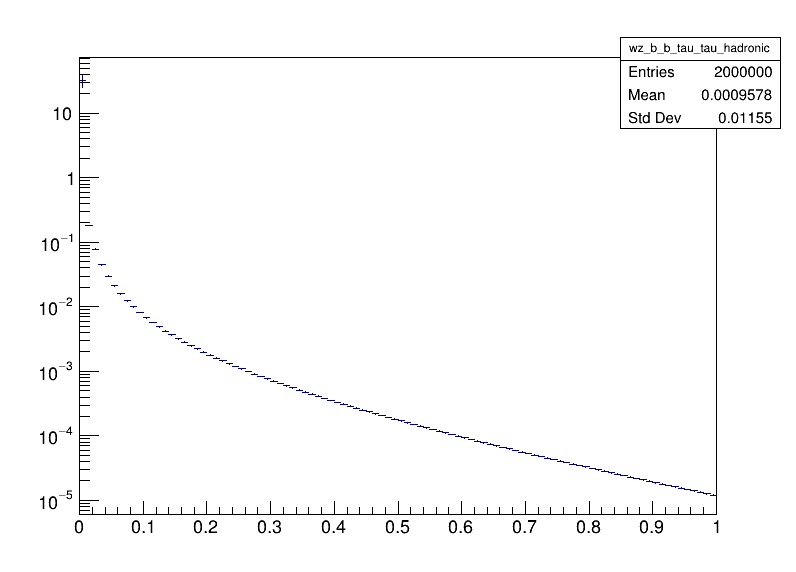 wz_b_b_tau_tau_hadronic
Entries 2000000
Mean 0.0009578
Std Dev 0.01155
10
1
10⁻¹
10⁻²
10⁻³
10⁻⁴
10⁻⁵
0 0.1 0.2 0.3 0.4 0.5 0.6 0.7 0.8 0.9 1